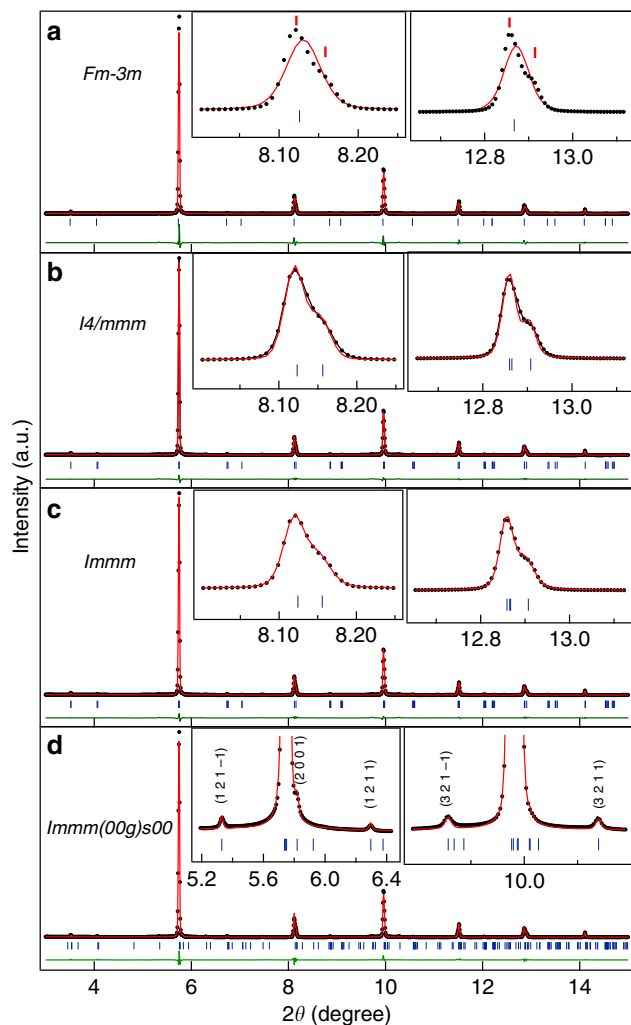 a
Fm-3m
8.10 8.20
12.8 13.0
b
I4/mmm
8.10 8.20
12.8 13.0
Intensity (a.u.)
c
Immm
8.10 8.20
12.8 13.0
d
Immm(00g)s00
(1 2 1 −1)
(2 0 0 1)
(1 2 1 1)
5.2 5.6 6.0 6.4
(3 2 1 −1)
(3 2 1 1)
10.0
4 6 8 10 12 14
2θ (degree)